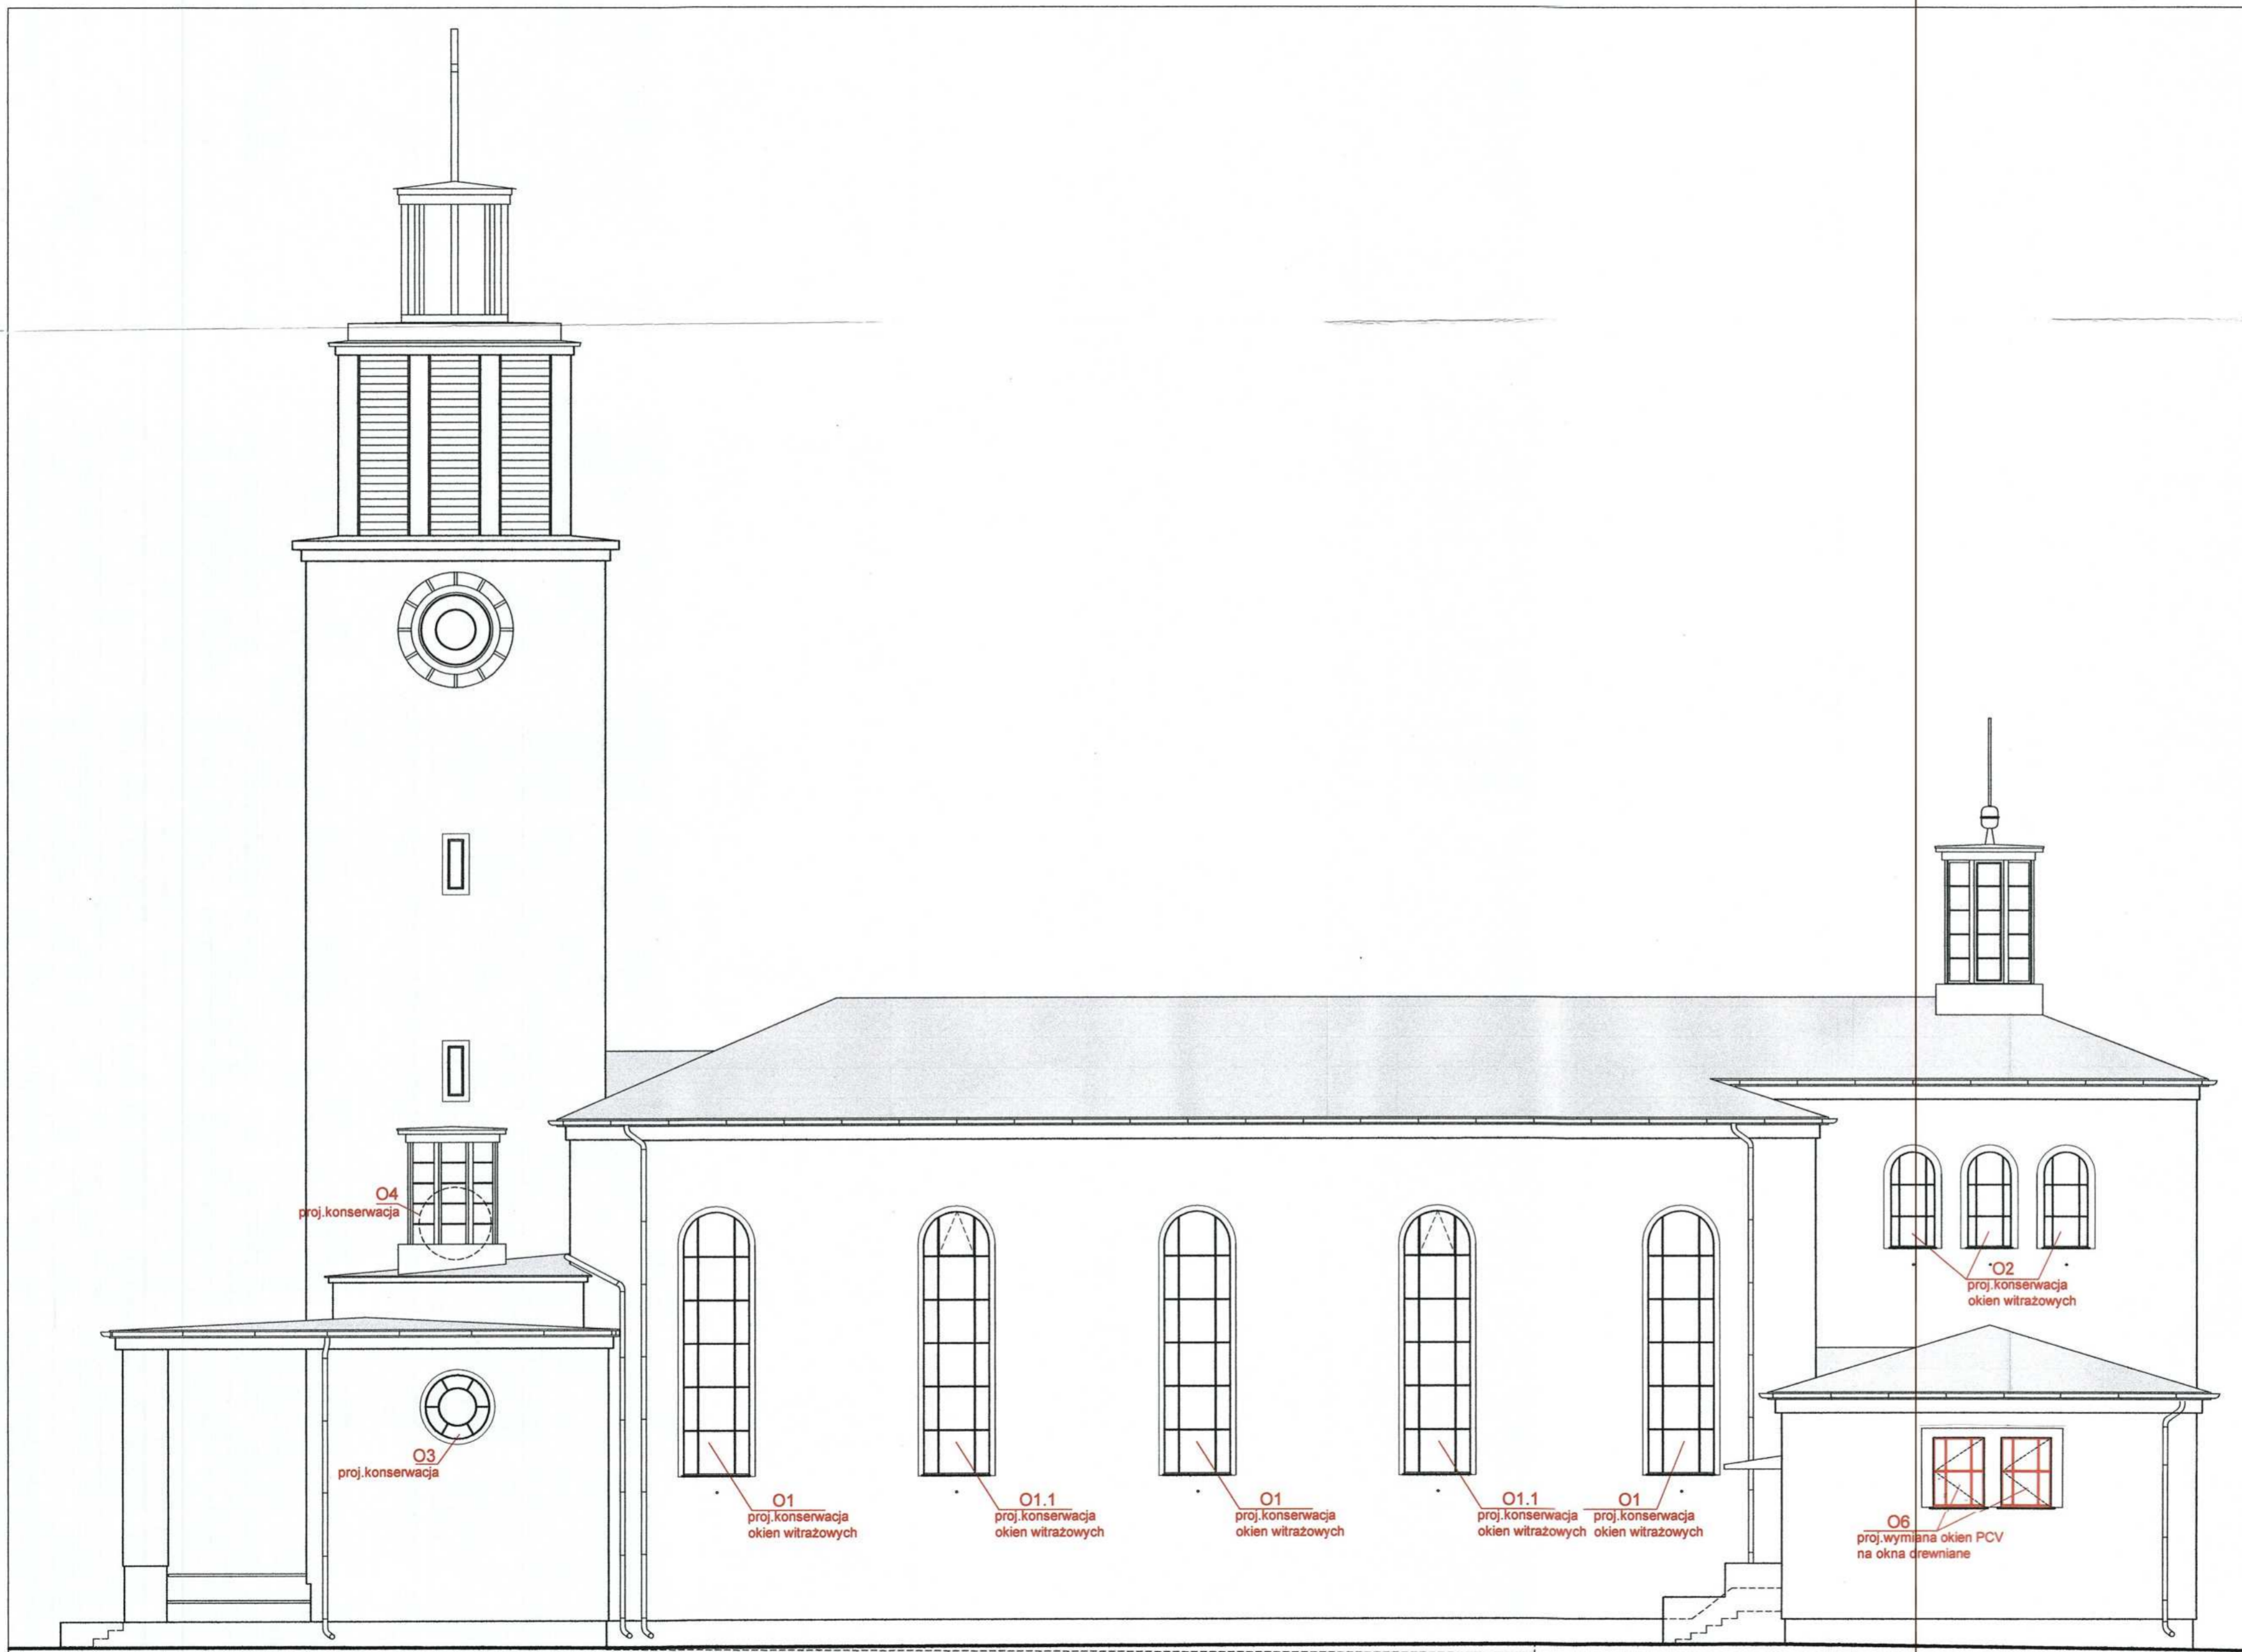 O4
proj.konserwacja
O3
proj.konserwacja
O1
proj.konserwacja
okien witrażowych
O1.1
proj.konserwacja
okien witrażowych
O1
proj.konserwacja
okien witrażowych
O1.1
proj.konserwacja
okien witrażowych
O1
proj.konserwacja
okien witrażowych
O2
proj.konserwacja
okien witrażowych
O6
proj.wymiana okien PCV
na okna drewniane